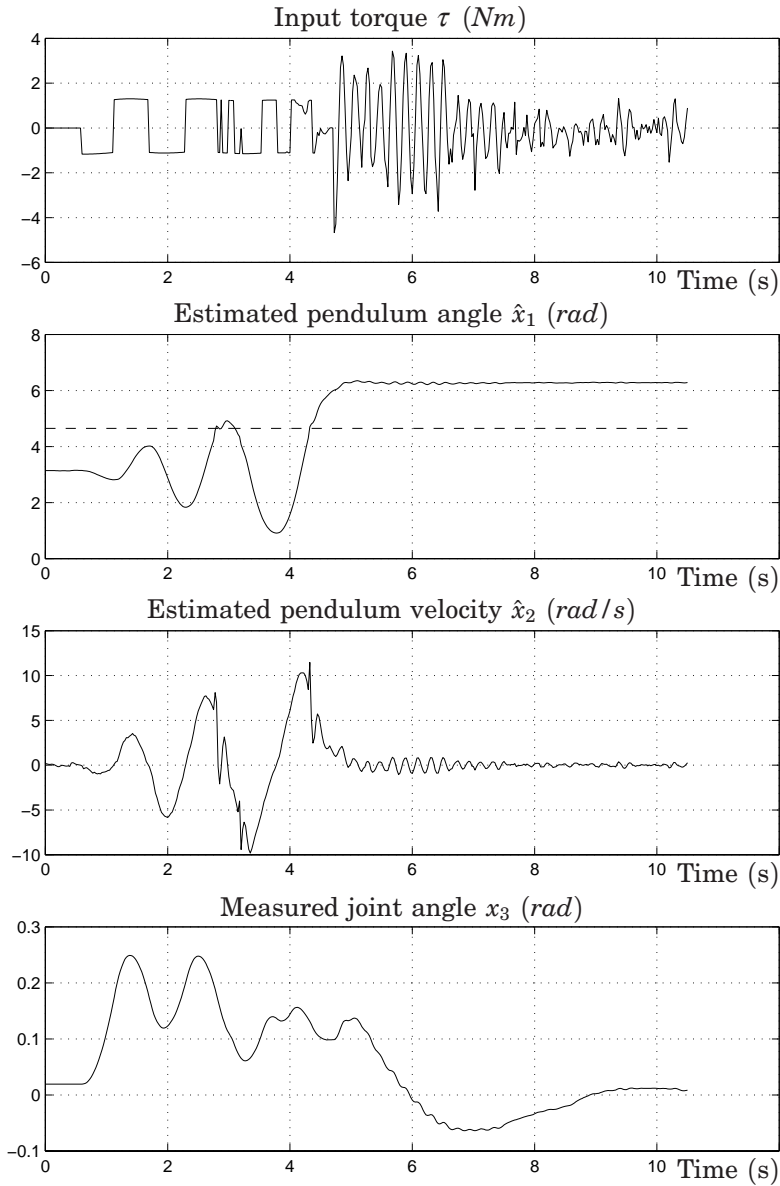 Input torque τ (Nm)
4
2
0
−2
−4
−6
0 2 4 6 8 10 Time (s)
Estimated pendulum angle x̂₁ (rad)
8
6
4
2
0
0 2 4 6 8 10 Time (s)
Estimated pendulum velocity x̂₂ (rad/s)
15
10
5
0
−5
−10
0 2 4 6 8 10 Time (s)
Measured joint angle x₃ (rad)
0.3
0.2
0.1
0
−0.1
0 2 4 6 8 10 Time (s)